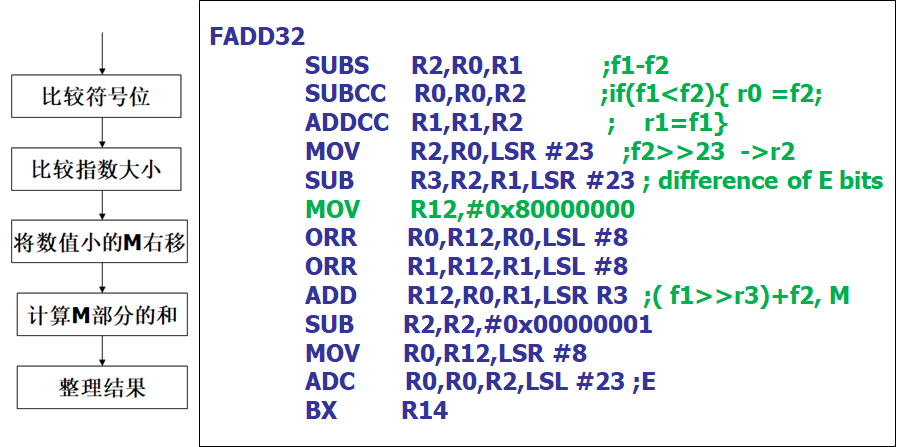 比较符号位
比较指数大小
将数值小的M右移
计算M部分的和
整理结果
FADD32
SUBS R2,R0,R1 ;f1-f2
SUBCC R0,R0,R2 ;if(f1<f2){ r0 =f2;
ADDCC R1,R1,R2 ; r1=f1}
MOV R2,R0,LSR #23 ;f2>>23 ->r2
SUB R3,R2,R1,LSR #23 ; difference of E bits
MOV R12,#0x80000000
ORR R0,R12,R0,LSL #8
ORR R1,R12,R1,LSL #8
ADD R12,R0,R1,LSR R3 ;( f1>>r3)+f2, M
SUB R2,R2,#0x00000001
MOV R0,R12,LSR #8
ADC R0,R0,R2,LSL #23 ;E
BX R14